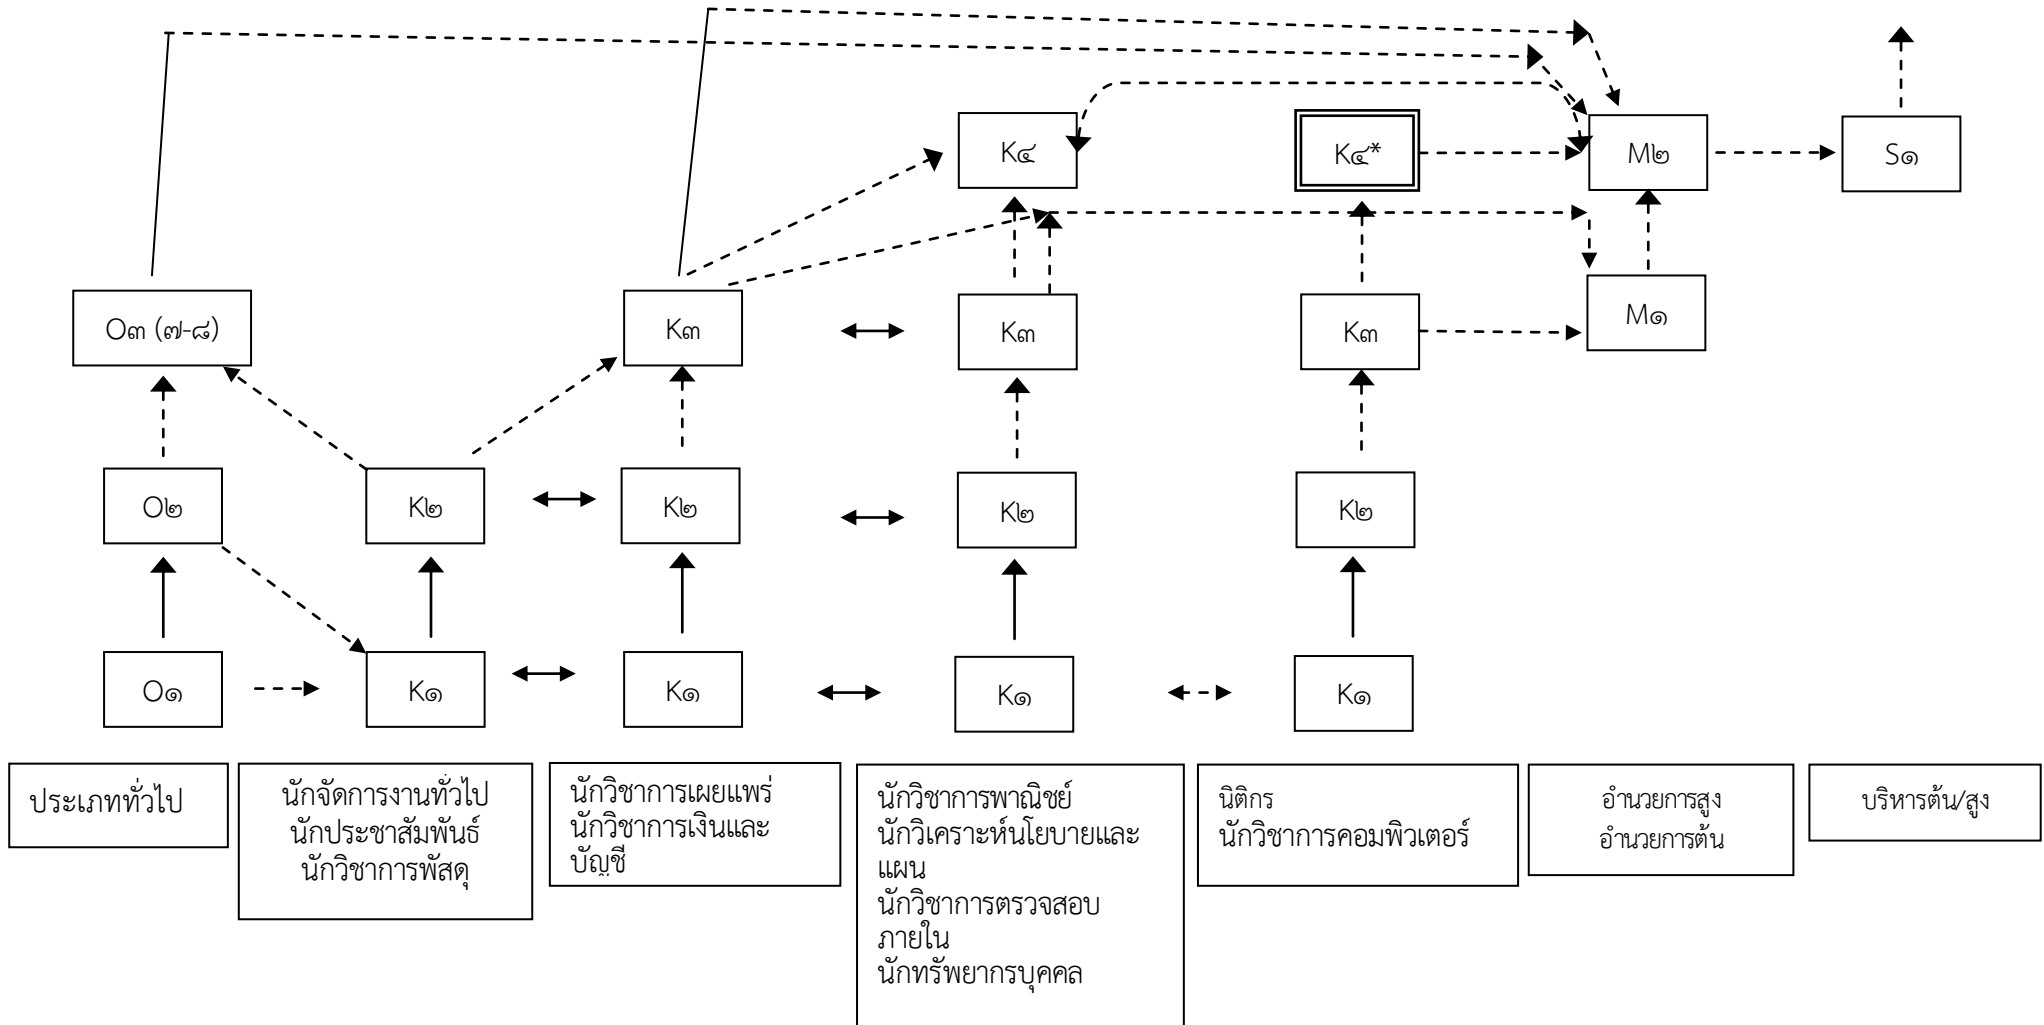 K๔
K๔*
M๒
S๑
O๓ (๗-๘)
K๓
K๓
K๓
M๑
O๒
K๒
K๒
K๒
K๒
O๑
K๑
K๑
K๑
K๑
ประเภททั่วไป
นักจัดการงานทั่วไป
นักประชาสัมพันธ์
นักวิชาการพัสดุ
นักวิชาการเผยแพร่
นักวิชาการเงินและ
บัญชี
นักวิชาการพาณิชย์
นักวิเคราะห์นโยบายและ
แผน
นักวิชาการตรวจสอบ
ภายใน
นักทรัพยากรบุคคล
นิติกร
นักวิชาการคอมพิวเตอร์
อำนวยการสูง
อำนวยการต้น
บริหารต้น/สูง